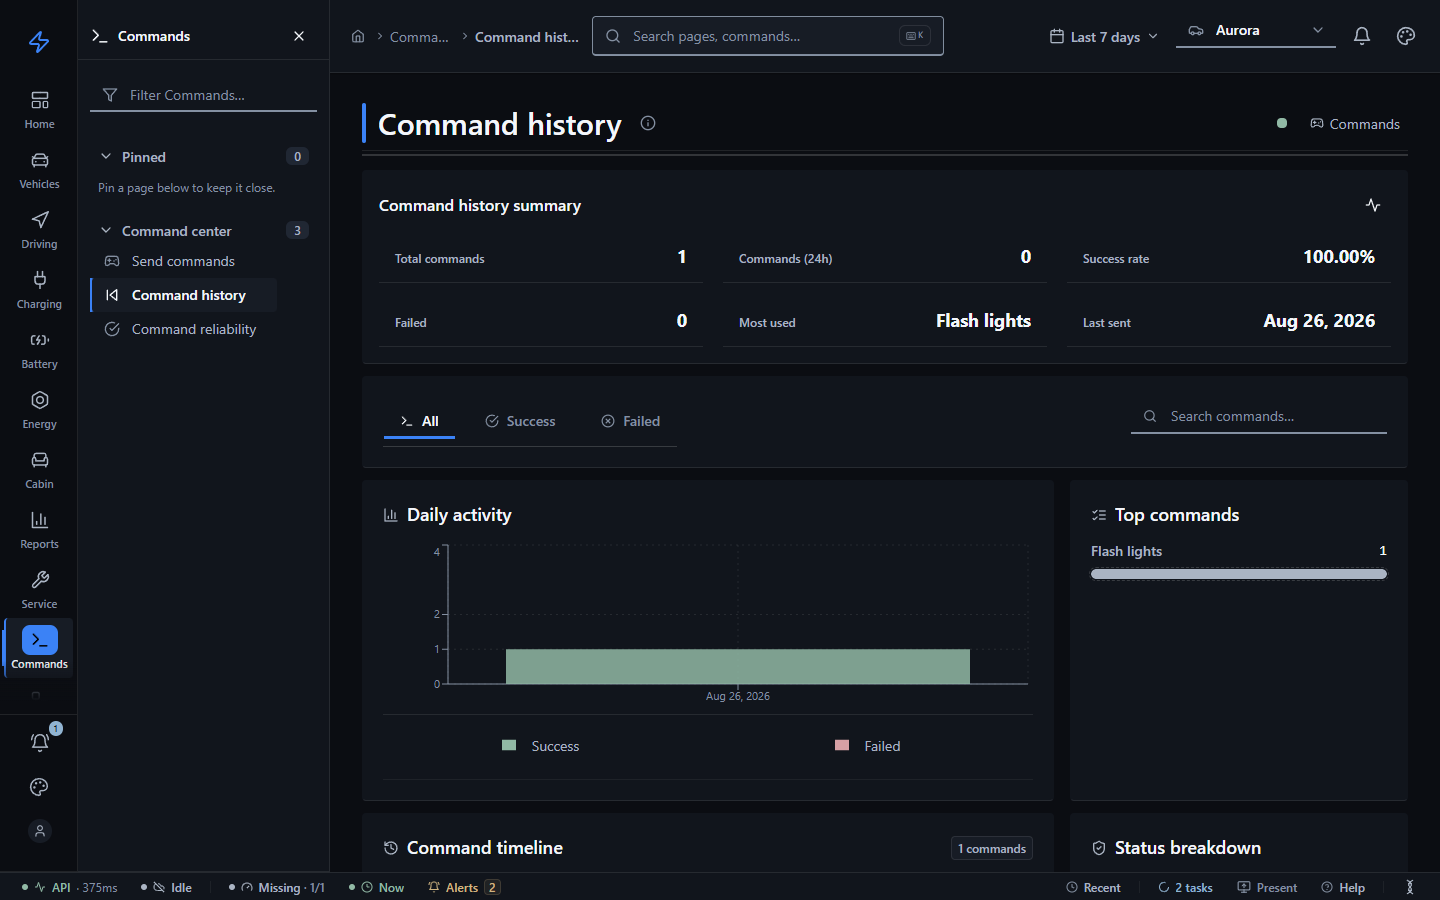 Home
Vehicles
Driving
Charging
Battery
Energy
Cabin
Reports
Service
Commands
1
Commands
Filter Commands...
Pinned 0
Pin a page below to keep it close.
Command center 3
Send commands
Command history
Command reliability
Comma... Command hist...
Search pages, commands... K
Last 7 days
Aurora
Command history
Commands
Command history summary
Total commands 1
Commands (24h) 0
Success rate 100.00%
Failed 0
Most used Flash lights
Last sent Aug 26, 2026
All Success Failed
Search commands...
Daily activity
4
2
1
0
Aug 26, 2026
Success Failed
Top commands
Flash lights 1
Command timeline 1 commands
Status breakdown
API · 375ms Idle Missing · 1/1 Now Alerts 2
Recent 2 tasks Present Help